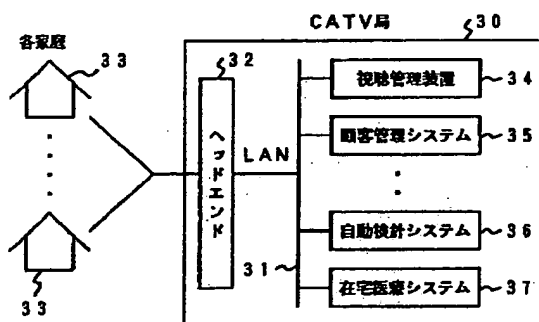 CATV局
30
各家庭
33
32
視聴管理装置
34
顧客管理システム
35
ヘッドエンド
LAN
自動検針システム
36
31
在宅医療システム
37
33